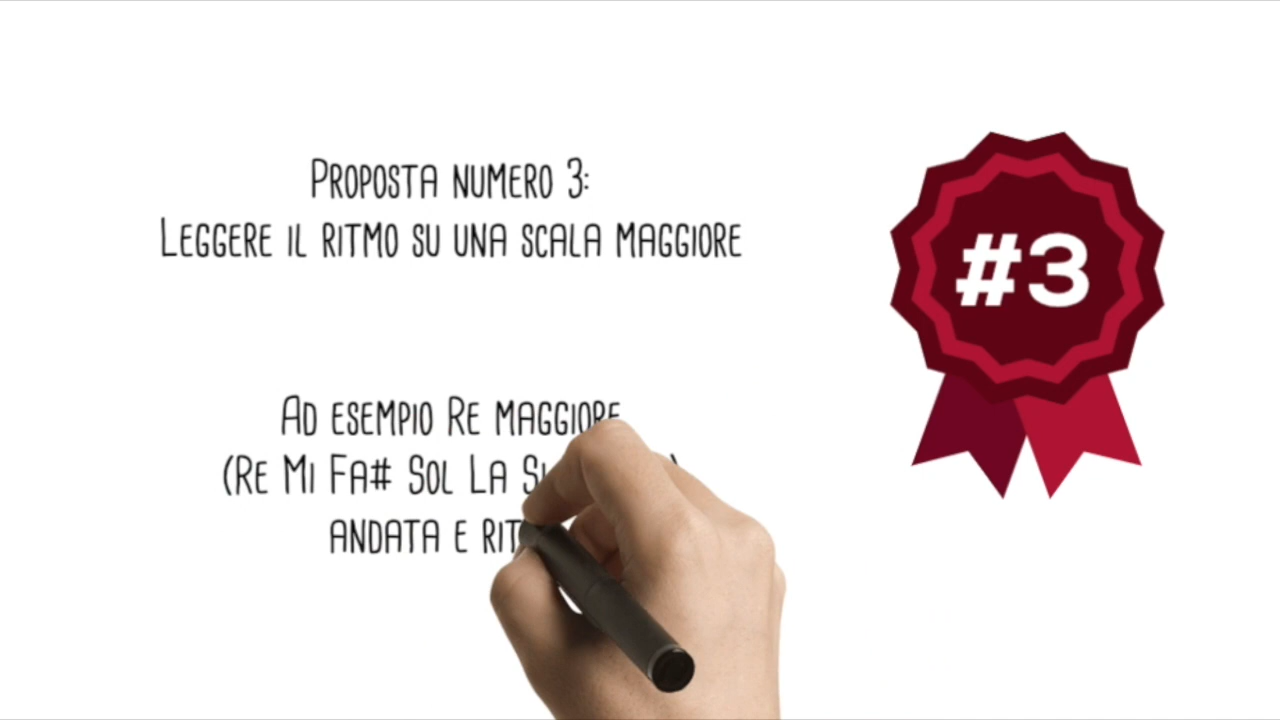 Proposta numero 3:
Leggere il ritmo su una scala maggiore
Ad esempio Re maggiore
(Re Mi Fa# Sol La
andata e
#3